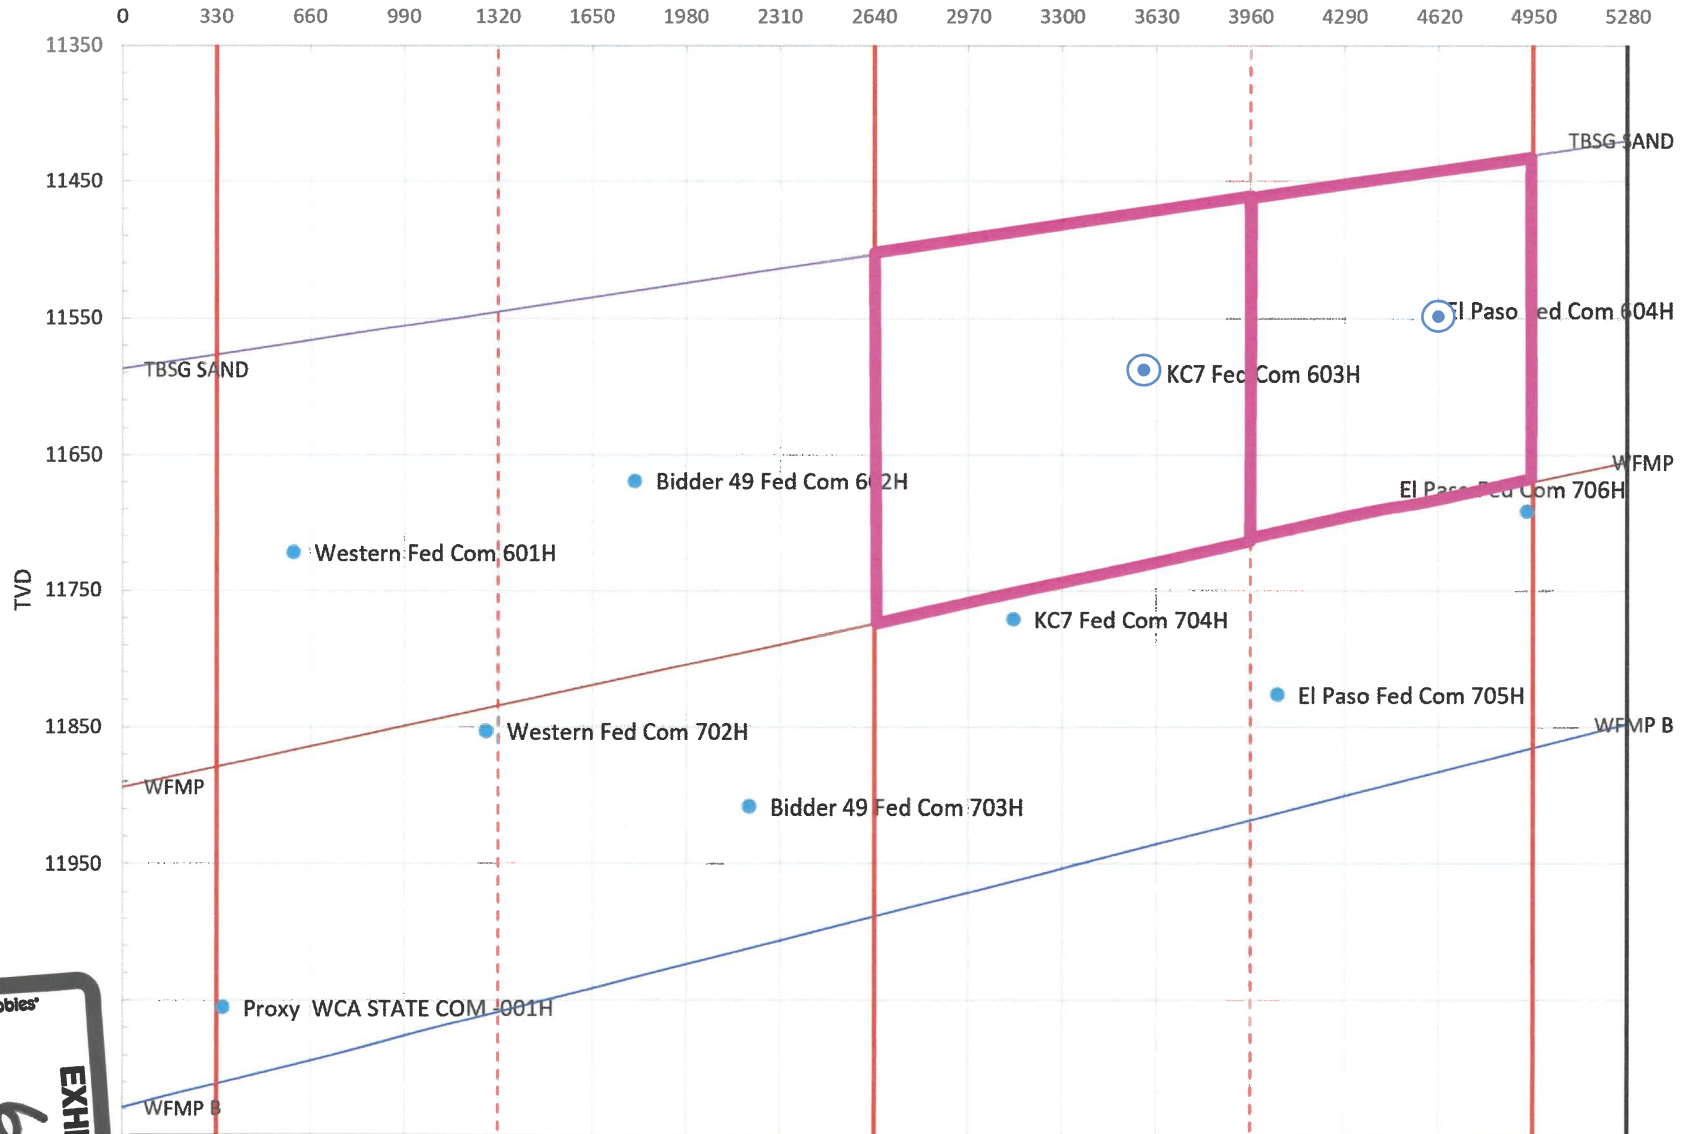 0 330 660 990 1320 1650 1980 2310 2640 2970 3300 3630 3960 4290 4620 4950 5280
11350
TBSG SAND
11450
El Paso Fed Com 604H
11550
TBSG SAND
KC7 Fed Com 603H
11650
WFMP
Bidder 49 Fed Com 602H
El Paso Fed Com 706H
Western Fed Com 601H
TVD
11750
KC7 Fed Com 704H
El Paso Fed Com 705H
11850
Western Fed Com 702H
WFMP B
WFMP
Bidder 49 Fed Com 703H
11950
Proxy WCA STATE COM -001H
WFMP B